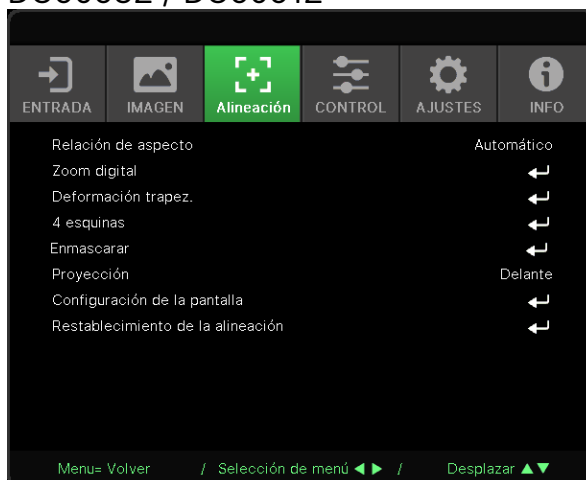 ENTRADA IMAGEN Alineación CONTROL AJUSTES INFO
Relación de aspecto Automático
Zoom digital
Deformación trapez.
4 esquinas
Enmascarar
Proyección Delante
Configuración de la pantalla
Restablecimiento de la alineación
Menu= Volver / Selección de menú ◀ ▶ / Desplazar ▲▼